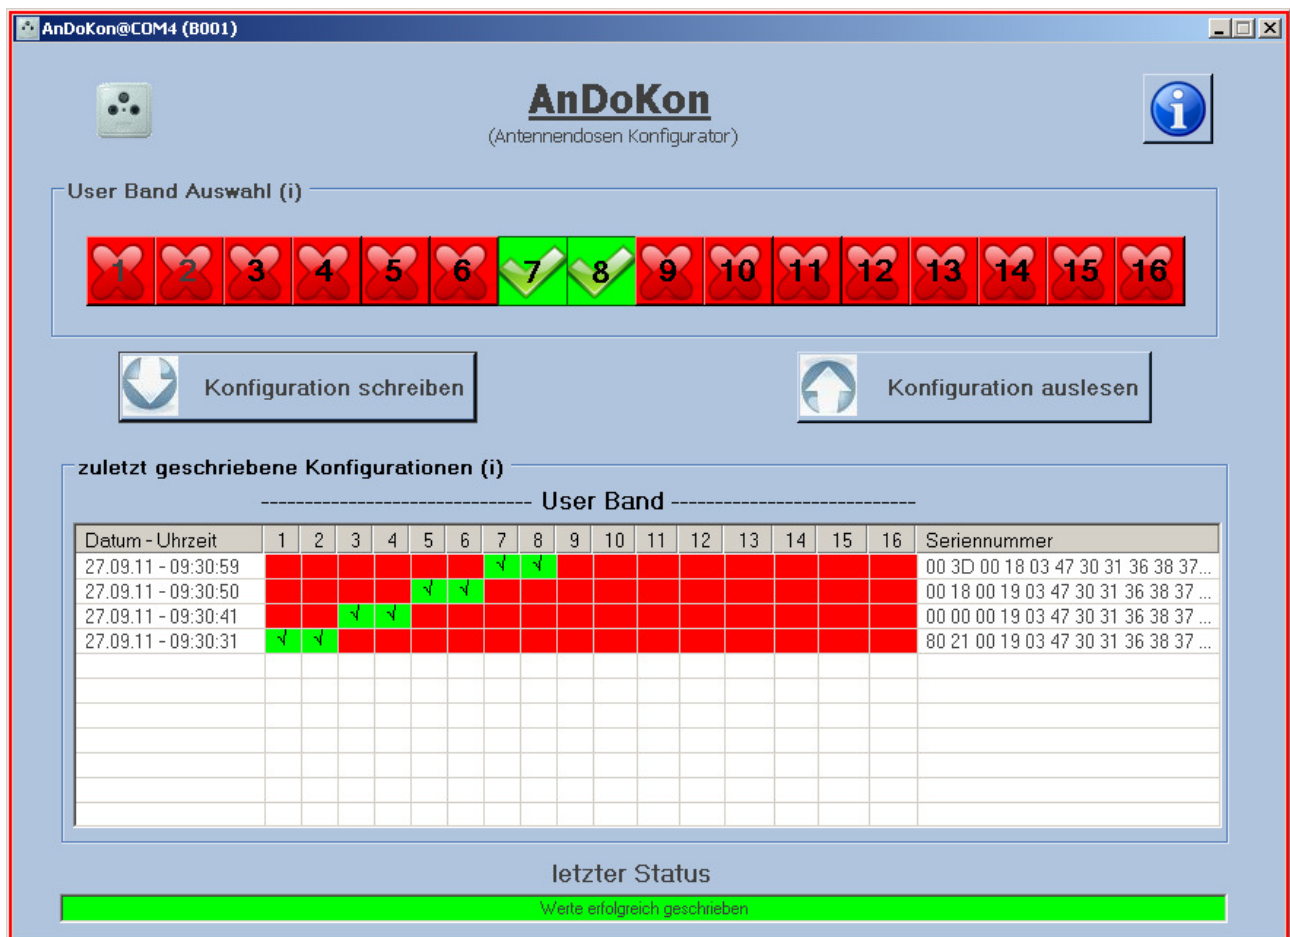 AnDoKon@COM4 (B001)
AnDoKon
(Antennendosen Konfigurator)
User Band Auswahl (i)
1 2 3 4 5 6 7 8 9 10 11 12 13 14 15 16
Konfiguration schreiben Konfiguration auslesen
zuletzt geschriebene Konfigurationen (i)
------------------------------- User Band ----------------------------
Datum - Uhrzeit 1 2 3 4 5 6 7 8 9 10 11 12 13 14 15 16 Seriennummer
27.09.11 - 09:30:59 √ √ 00 3D 00 18 03 47 30 31 36 38 37...
27.09.11 - 09:30:50 √ √ 00 18 00 19 03 47 30 31 36 38 37 ...
27.09.11 - 09:30:41 √ √ 00 00 00 19 03 47 30 31 36 38 37 ...
27.09.11 - 09:30:31 √ √ 80 21 00 19 03 47 30 31 36 38 37 ...
letzter Status
Werte erfolgreich geschrieben